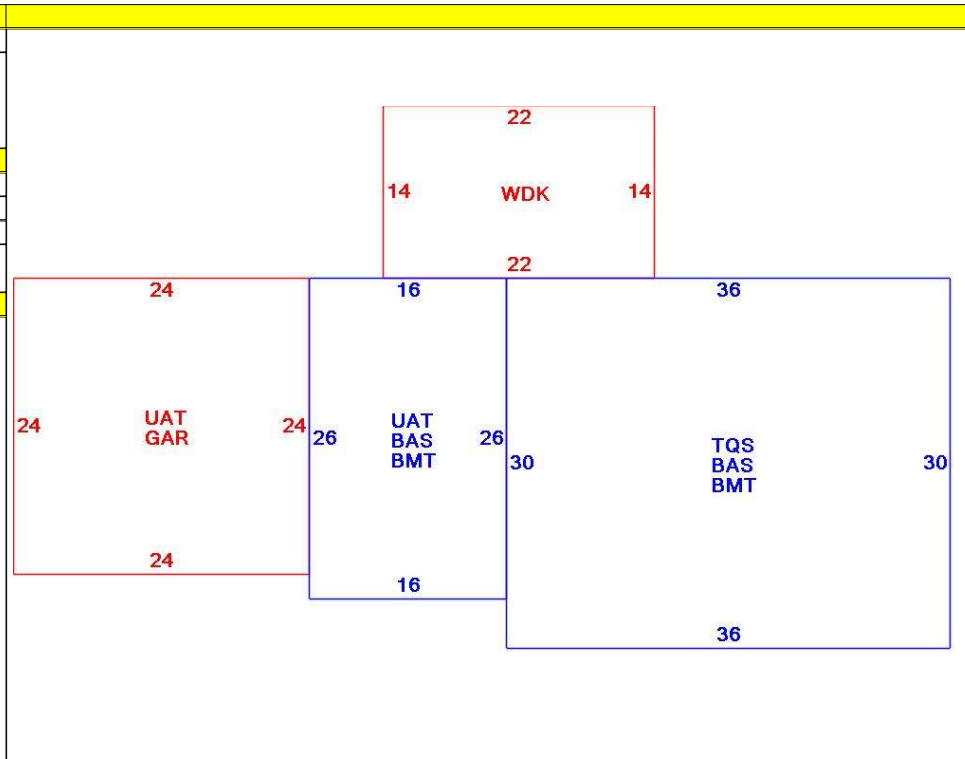 22
14 WDK 14
22
24 16 36
24 UAT GAR 24
26 UAT BAS BMT 26
30 TQS BAS BMT 30
24
16
36